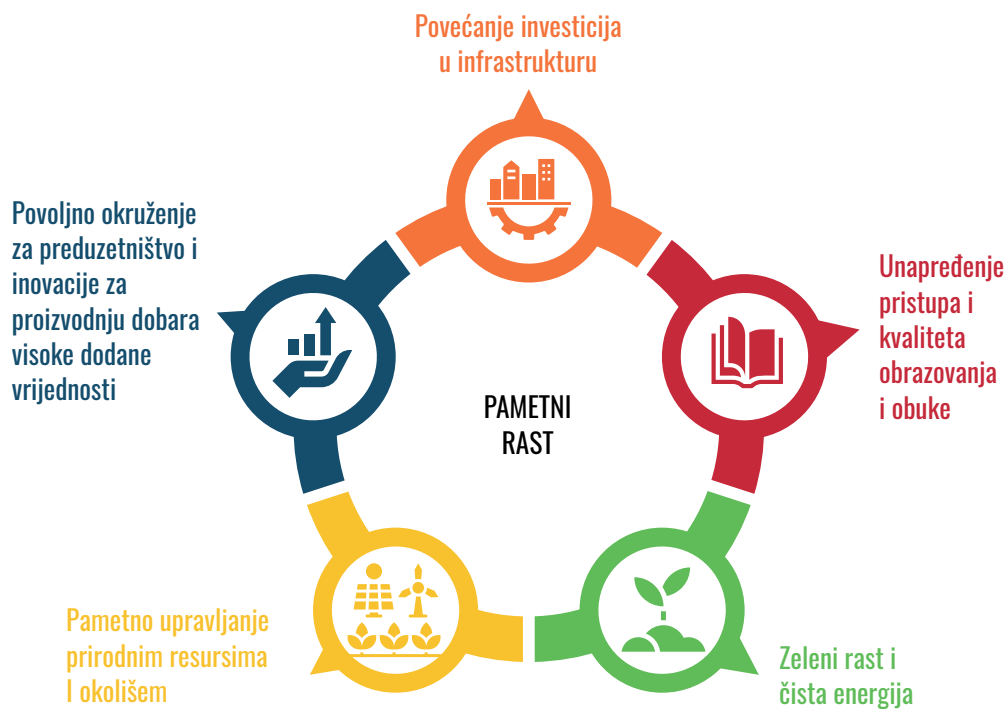 Povećanje investicija
u infrastrukturu
Povoljno okruženje
za preduzetništvo i
inovacije za
proizvodnju dobara
visoke dodane
vrijednosti
Unapređenje
pristupa i
kvaliteta
obrazovanja
i obuke
PAMETNI
RAST
Pametno upravljanje
prirodnim resursima
I okolišem
Zeleni rast i
čista energija